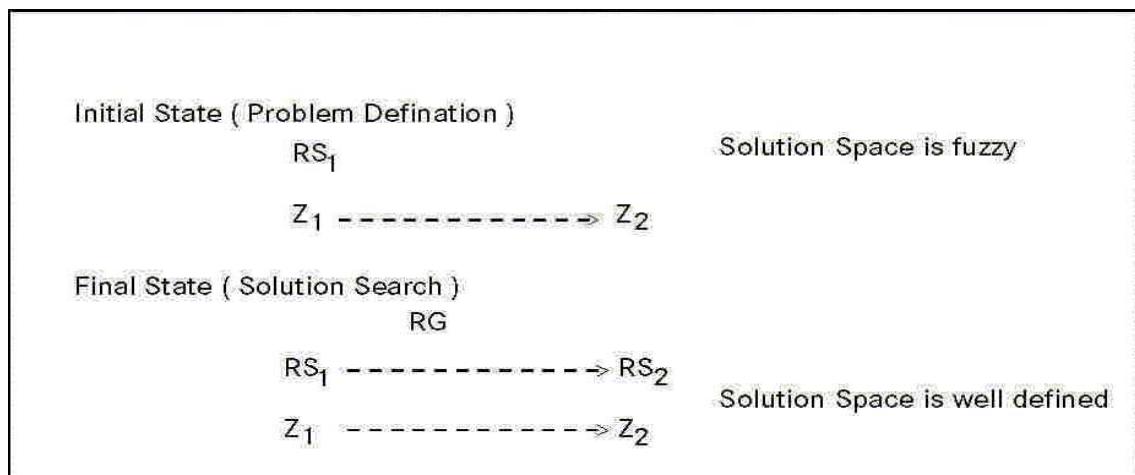 Initial State ( Problem Defination )
RS1
Solution Space is fuzzy
Z1 Z2
Final State ( Solution Search )
RG
RS1 RS2
Solution Space is well defined
Z1 Z2